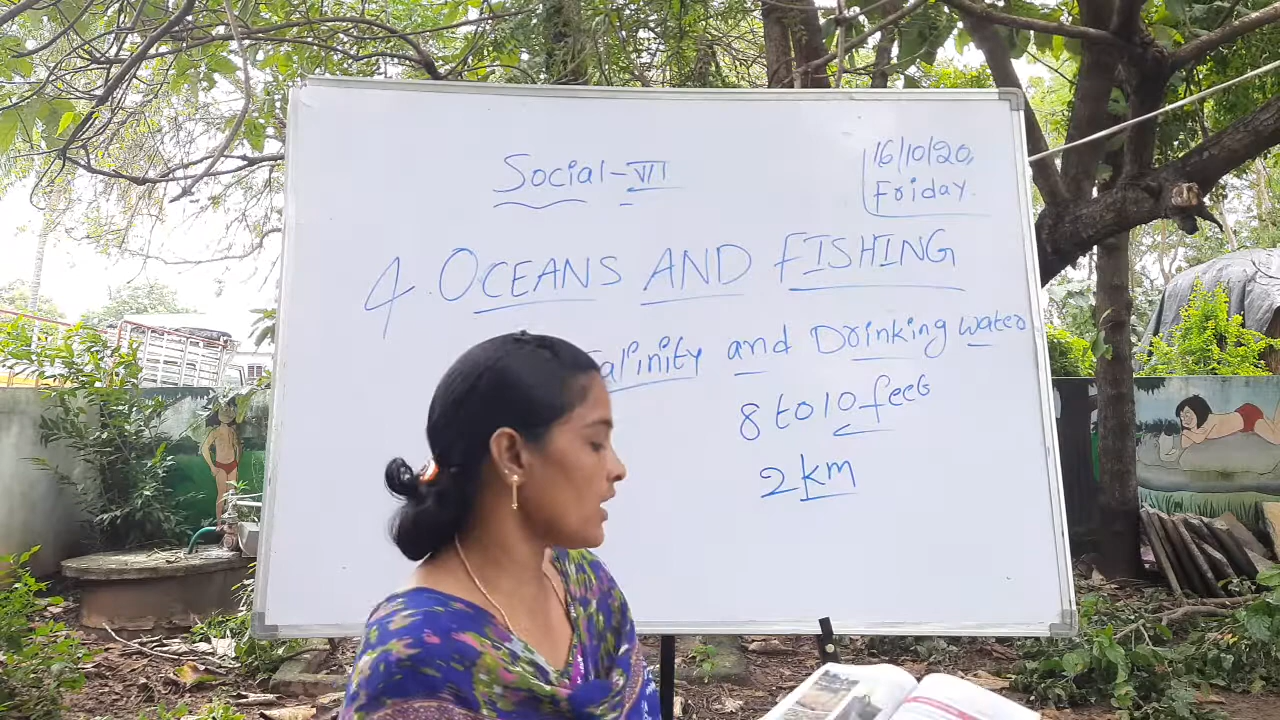 Social-VII
16/10/20,
Friday.
4. OCEANS AND FISHING
Salinity and Drinking water
8 to 10 feet
2 km